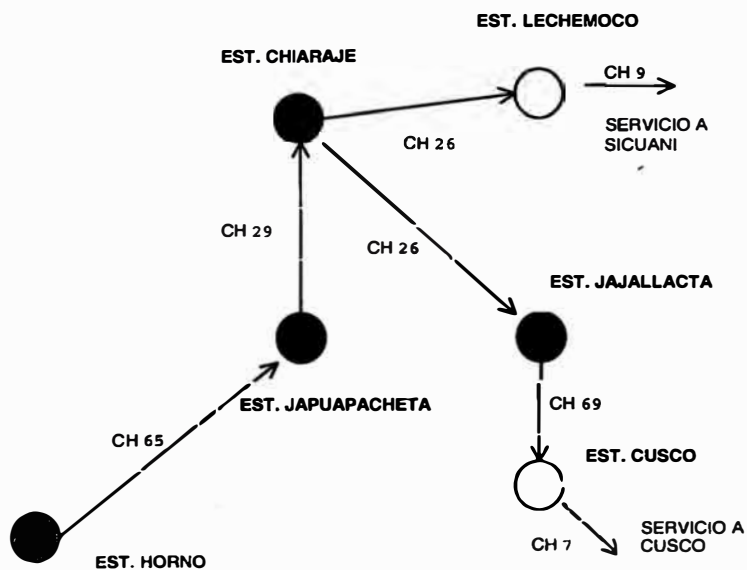 EST. LECHEMOCO
EST. CHIARAJE
CH 9
CH 26
SERVICIO A
SICUANI
CH 29
CH 26
EST. JAJALLACTA
EST. JAPUAPACHETA
CH 69
CH 65
EST. CUSCO
SERVICIO A
CUSCO
CH 7
EST. HORNO